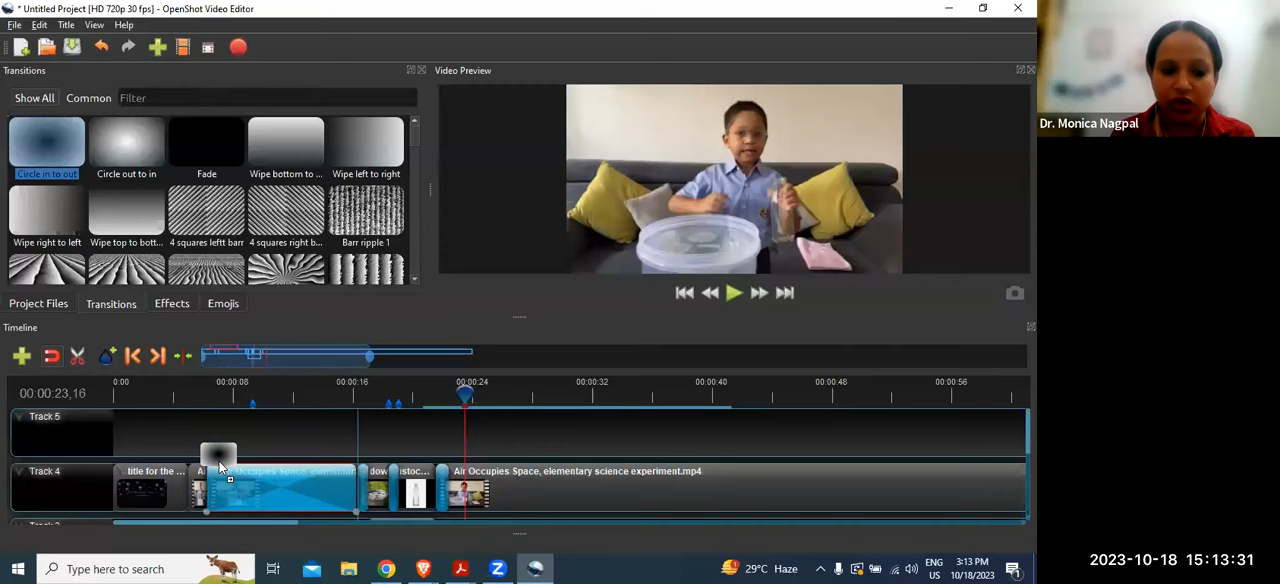 * Untitled Project [HD 720p 30 fps] - OpenShot Video Editor
File Edit Title View Help
Transitions
Video Preview
Show All Common Filter
Circle in to out Circle out to in Fade Wipe bottom to ... Wipe left to right
Wipe right to left Wipe top to bott... 4 squares leftt barr 4 squares right b... Barr ripple 1
Project Files Transitions Effects Emojis
Timeline
00:00:23,16
0:00 00:00:08 00:00:16 00:00:24 00:00:32 00:00:40 00:00:48 00:00:56
Track 5
Track 4 title for the ... Occupies Space, elementary istoc... Air Occupies Space, elementary science experiment.mp4
Type here to search
29°C Haze
ENG
US
3:13 PM
10/18/2023
Dr. Monica Nagpal
2023-10-18 15:13:31